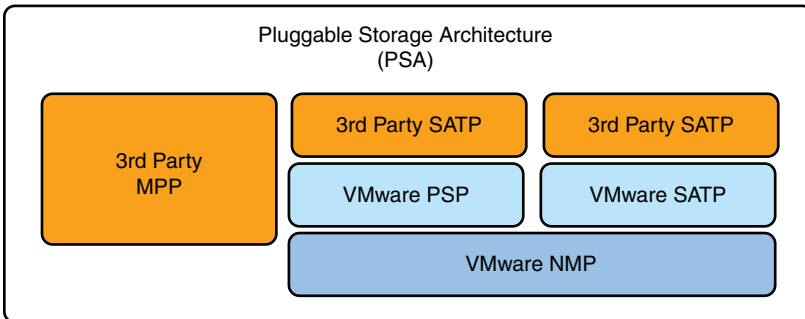 Pluggable Storage Architecture
(PSA)
3rd Party
MPP
3rd Party SATP
3rd Party SATP
VMware PSP
VMware SATP
VMware NMP